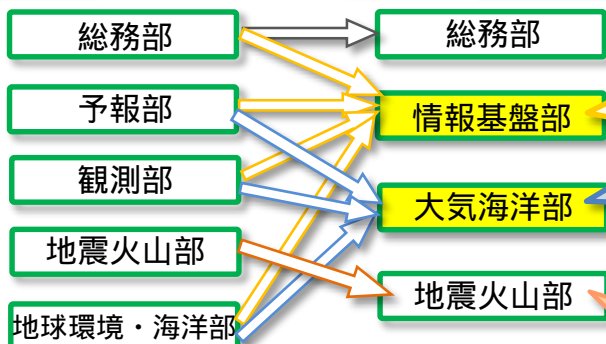 総務部
予報部
観測部
地震火山部
地球環境・海洋部
総務部
情報基盤部
大気海洋部
地震火山部